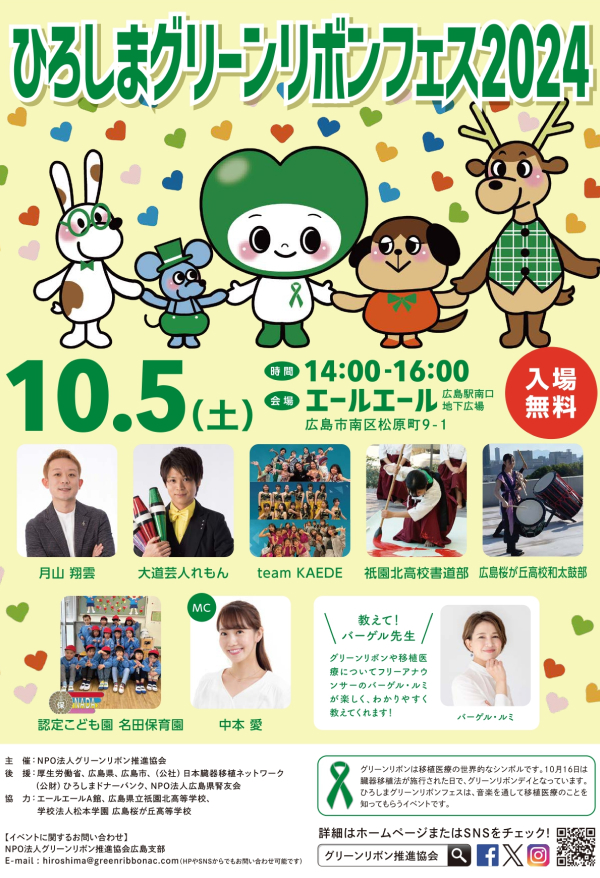 ひろしまグリーンリボンフェス2024
10.5(土)
時間 14:00-16:00
会場 エールエール 広島駅南口
地下広場
広島市南区松原町9-1
入場
無料
月山 翔雲
大道芸人れもん
team KAEDE
祇園北高校書道部
広島桜が丘高校和太鼓部
認定こども園 名田保育園
MC
中本 愛
教えて!
バーゲル先生
グリーンリボンや移植医
療についてフリーアナウ
ンサーのバーゲル・ルミ
が楽しく、わかりやすく
教えてくれます!
バーゲル・ルミ
主 催:NPO法人グリーンリボン推進協会
後 援:厚生労働省、広島県、広島市、(公社)日本臓器移植ネットワーク
(公財)ひろしまドナーバンク、NPO法人広島県腎友会
協 力:エールエールA館、広島県立祇園北高等学校、
学校法人松本学園 広島桜が丘高等学校
【イベントに関するお問い合わせ】
NPO法人グリーンリボン推進協会広島支部
E-mail : hiroshima@greenribbonac.com(HPやSNSからでもお問い合わせ可能です)
グリーンリボンは移植医療の世界的なシンボルです。10月16日は
臓器移植法が施行された日で、グリーンリボンデイとなっています。
ひろしまグリーンリボンフェスは、音楽を通して移植医療のことを
知ってもらうイベントです。
詳細はホームページまたはSNSをチェック!
グリーンリボン推進協会